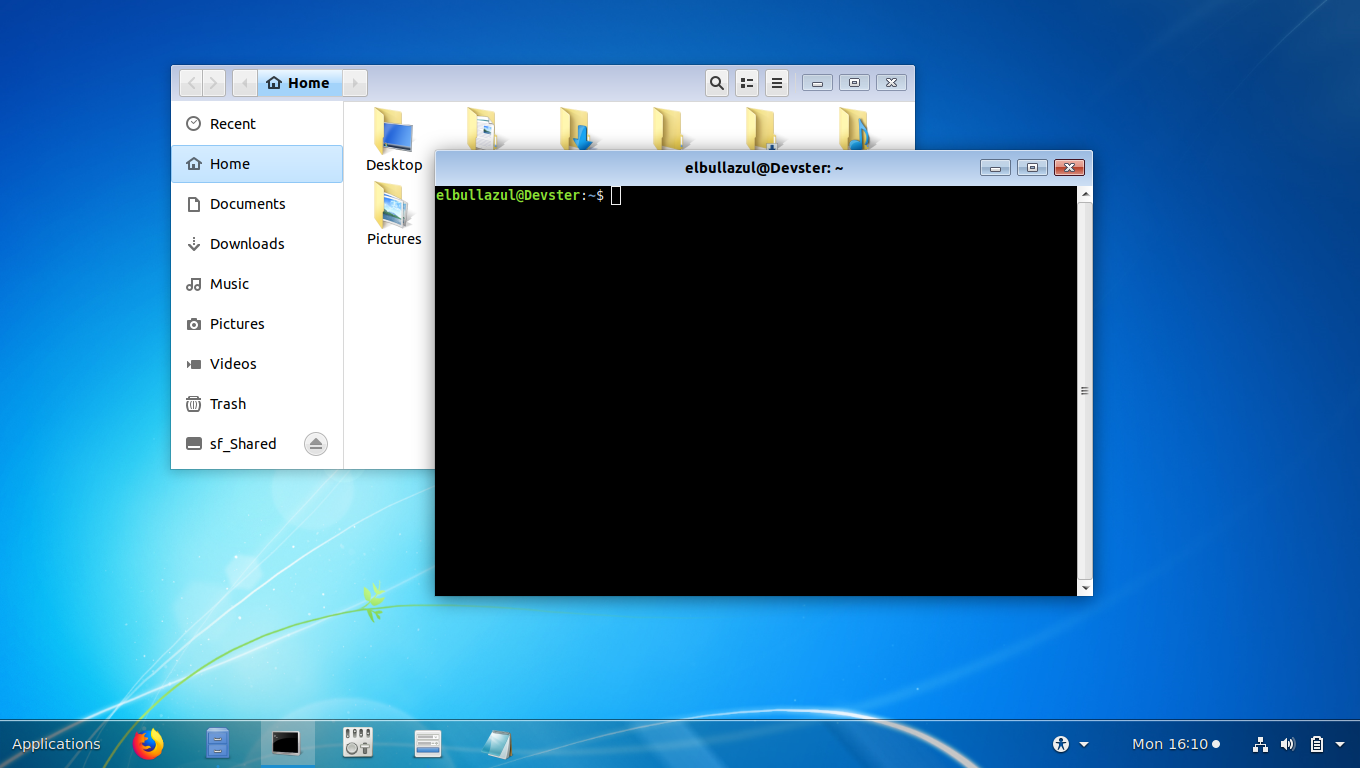 Home
Recent
Home
Documents
Downloads
Music
Pictures
Videos
Trash
sf_Shared
Desktop
Pictures
elbullazul@Devster: ~
elbullazul@Devster:~$
Applications
Mon 16:10